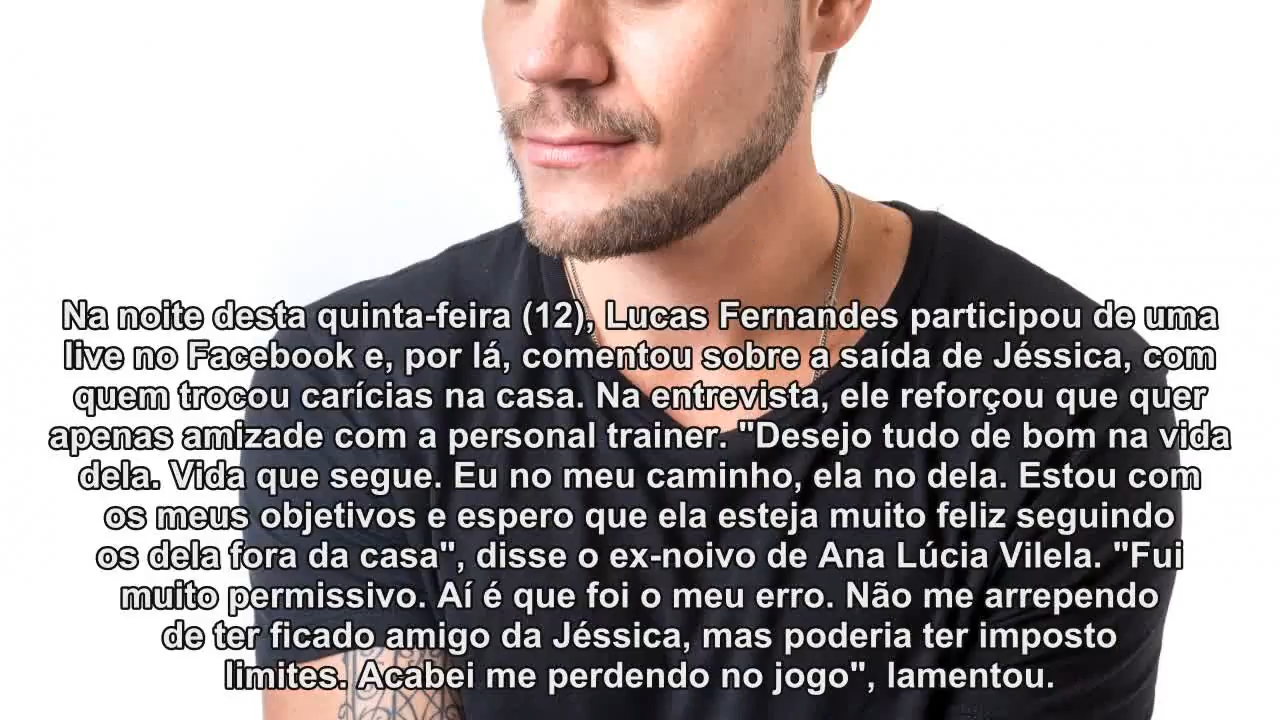 Na noite desta quinta-feira (12), Lucas Fernandes participou de uma
live no Facebook e, por lá, comentou sobre a saída de Jéssica, com
quem trocou carícias na casa. Na entrevista, ele reforçou que quer
apenas amizade com a personal trainer. "Desejo tudo de bom na vida
dela. Vida que segue. Eu no meu caminho, ela no dela. Estou com
os meus objetivos e espero que ela esteja muito feliz seguindo
os dela fora da casa", disse o ex-noivo de Ana Lúcia Vilela. "Fui
muito permissivo. Aí é que foi o meu erro. Não me arrependo
de ter ficado amigo da Jéssica, mas poderia ter imposto
limites. Acabei me perdendo no jogo", lamentou.